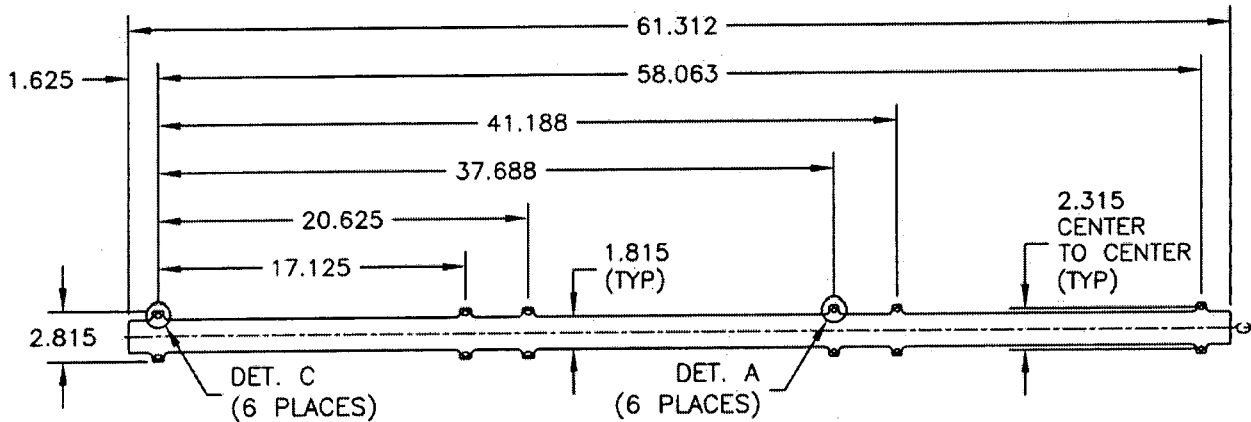 61.312
1.625
58.063
41.188
37.688
20.625
2.315
CENTER
TO CENTER
(TYP)
17.125
1.815
(TYP)
2.815
DET. C
(6 PLACES)
DET. A
(6 PLACES)